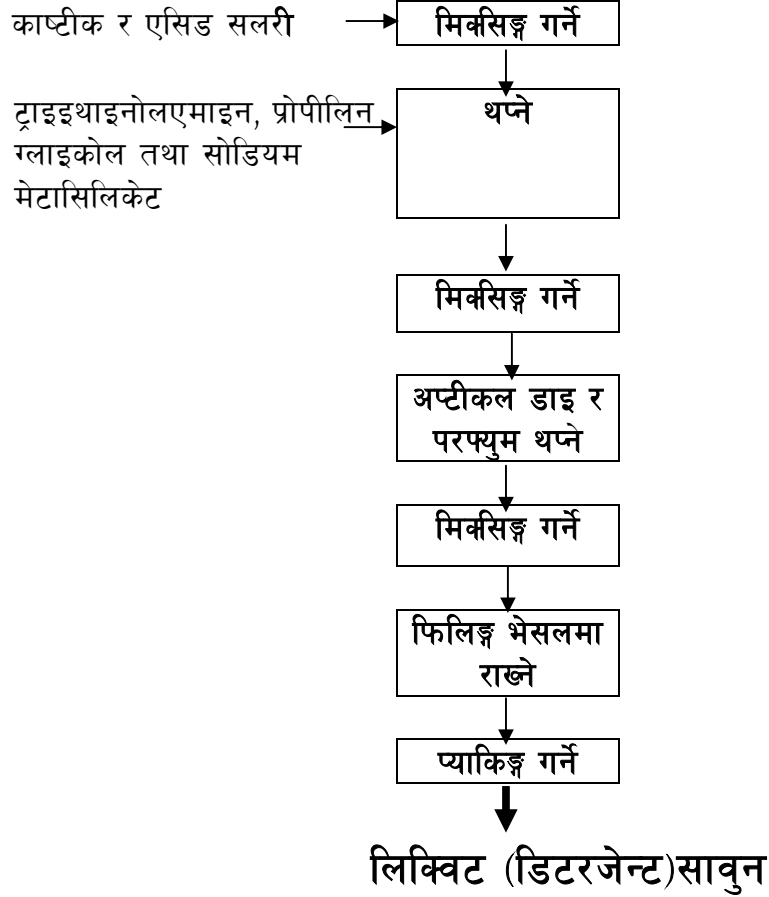 काष्टीक र एसिड सलरी
मिक्सिङ्ग गर्ने
ट्राइइथाइनोलएमाइन, प्रोपीलिन
ग्लाइकोल तथा सोडियम
मेटासिलिकेट
थप्ने
मिक्सिङ्ग गर्ने
अप्टीकल डाइ र
परफ्युम थप्ने
मिक्सिङ्ग गर्ने
फिलिङ्ग भेसलमा
राख्ने
प्याकिङ्ग गर्ने
लिक्विट (डिटरजेन्ट)सावुन